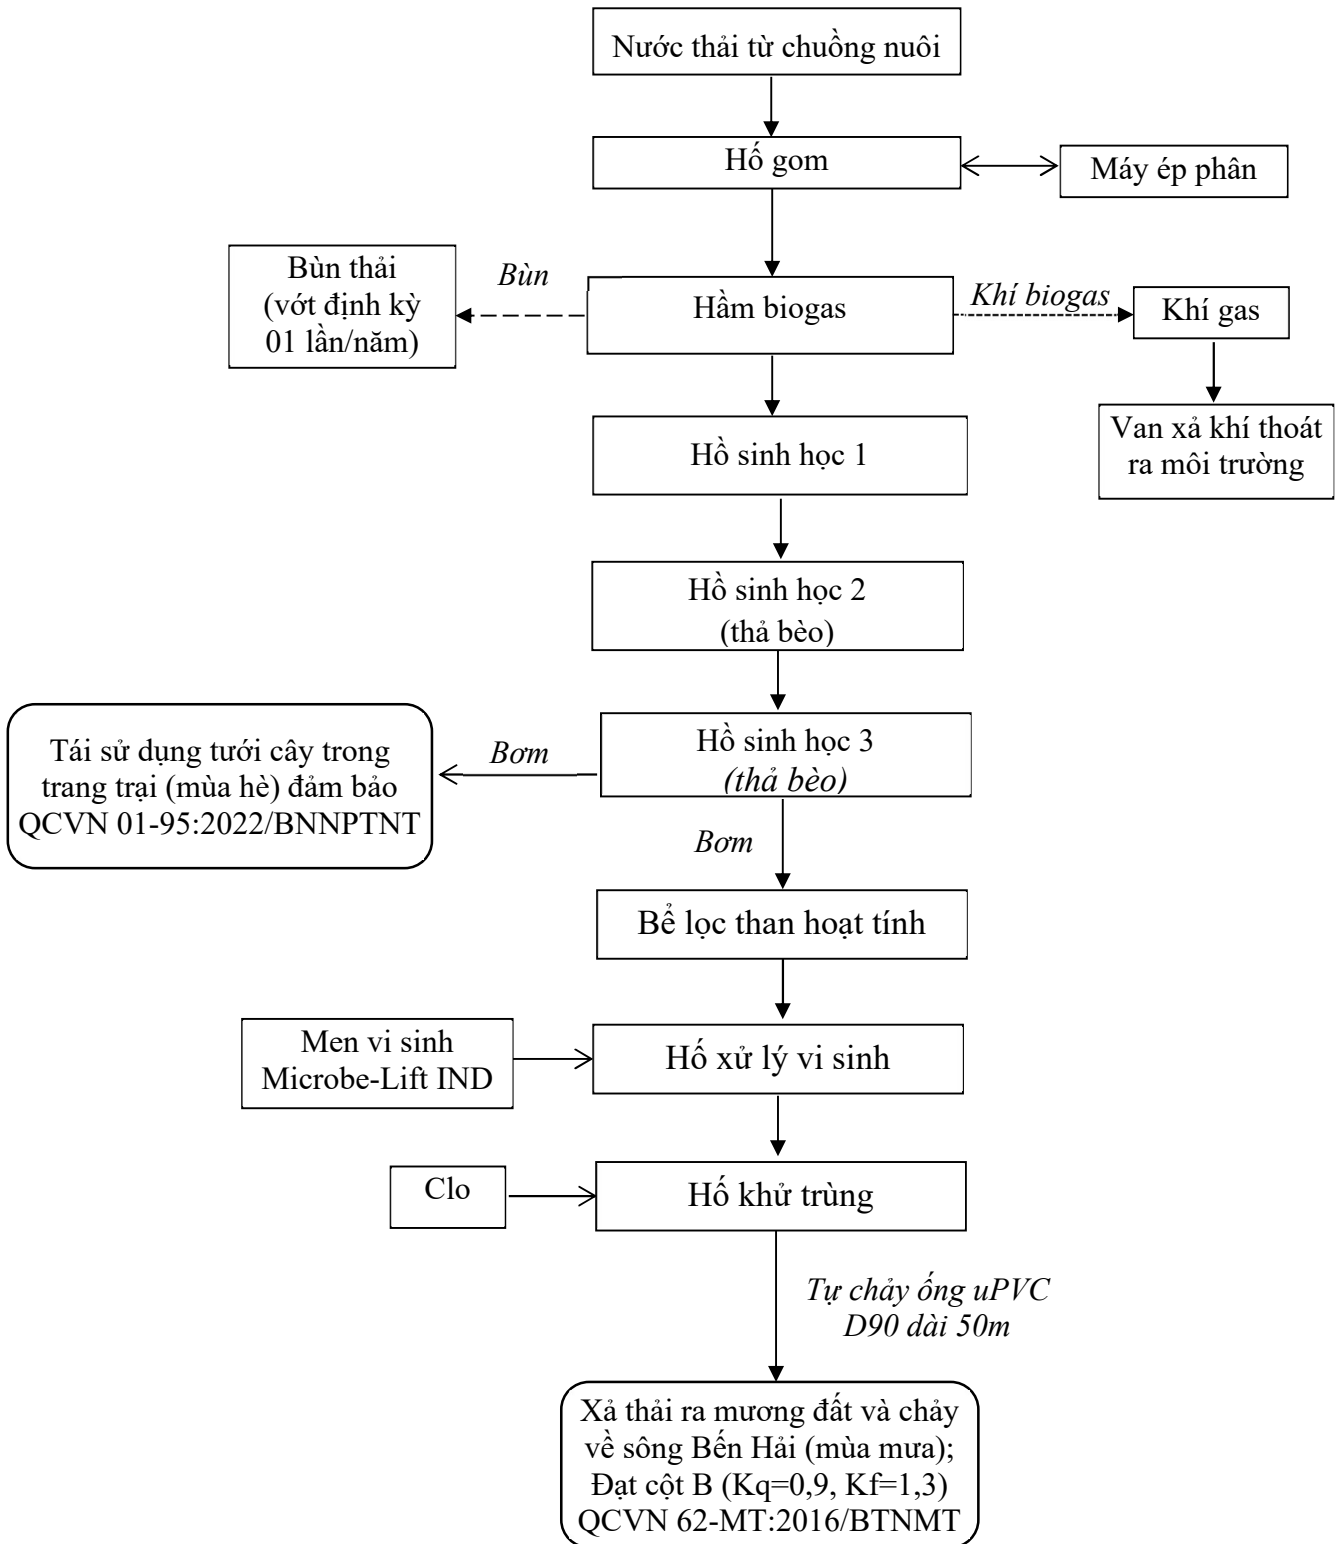 Nước thải từ chuồng nuôi
Hố gom
Máy ép phân
Bùn thải
(vớt định kỳ
01 lần/năm)
Bùn
Hầm biogas
Khí biogas
Khí gas
Van xả khí thoát
ra môi trường
Hồ sinh học 1
Hồ sinh học 2
(thả bèo)
Tái sử dụng tưới cây trong
trang trại (mùa hè) đảm bảo
QCVN 01-95:2022/BNNPTNT
Bơm
Hồ sinh học 3
(thả bèo)
Bơm
Bể lọc than hoạt tính
Men vi sinh
Microbe-Lift IND
Hố xử lý vi sinh
Clo
Hố khử trùng
Tự chảy ống uPVC
D90 dài 50m
Xả thải ra mương đất và chảy
về sông Bến Hải (mùa mưa);
Đạt cột B (Kq=0,9, Kf=1,3)
QCVN 62-MT:2016/BTNMT